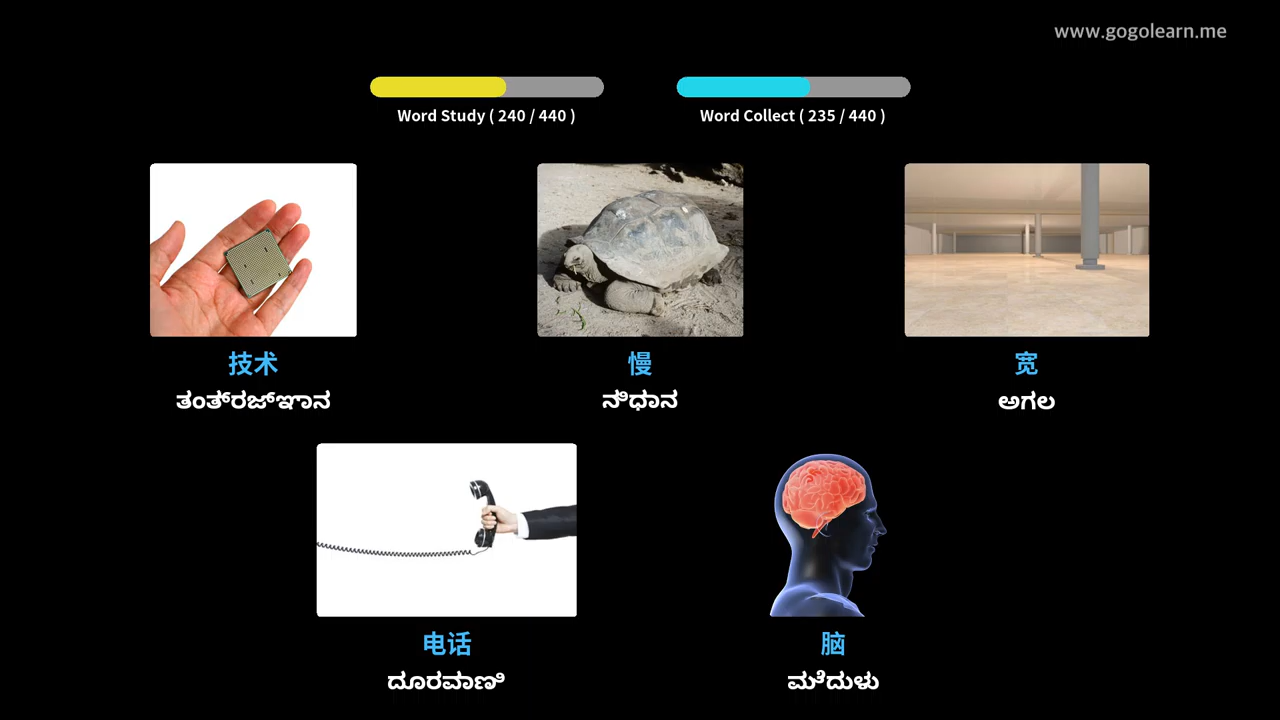 www.gogolearn.me
Word Study ( 240 / 440 )
Word Collect ( 235 / 440 )
技术
ತಂತ್ರಜ್ಞಾನ
慢
ನಿಧಾನ
宽
ಅಗಲ
电话
ದೂರವಾಣಿ
脑
ಮೆದುಳು